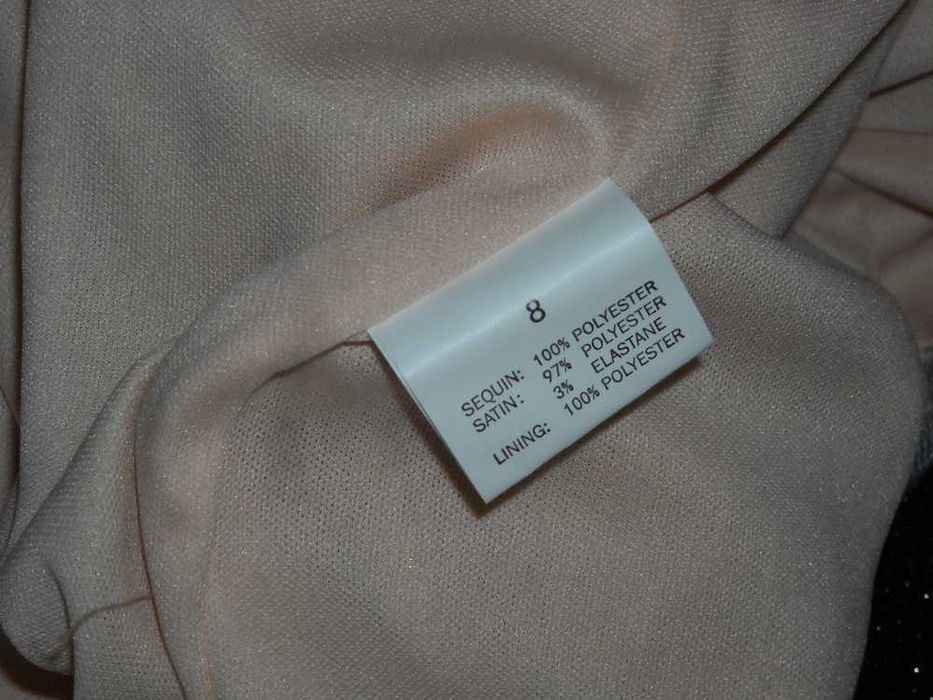 8
SEQUIN: 100% POLYESTER
SATIN: 97% POLYESTER
3% ELASTANE
LINING: 100% POLYESTER